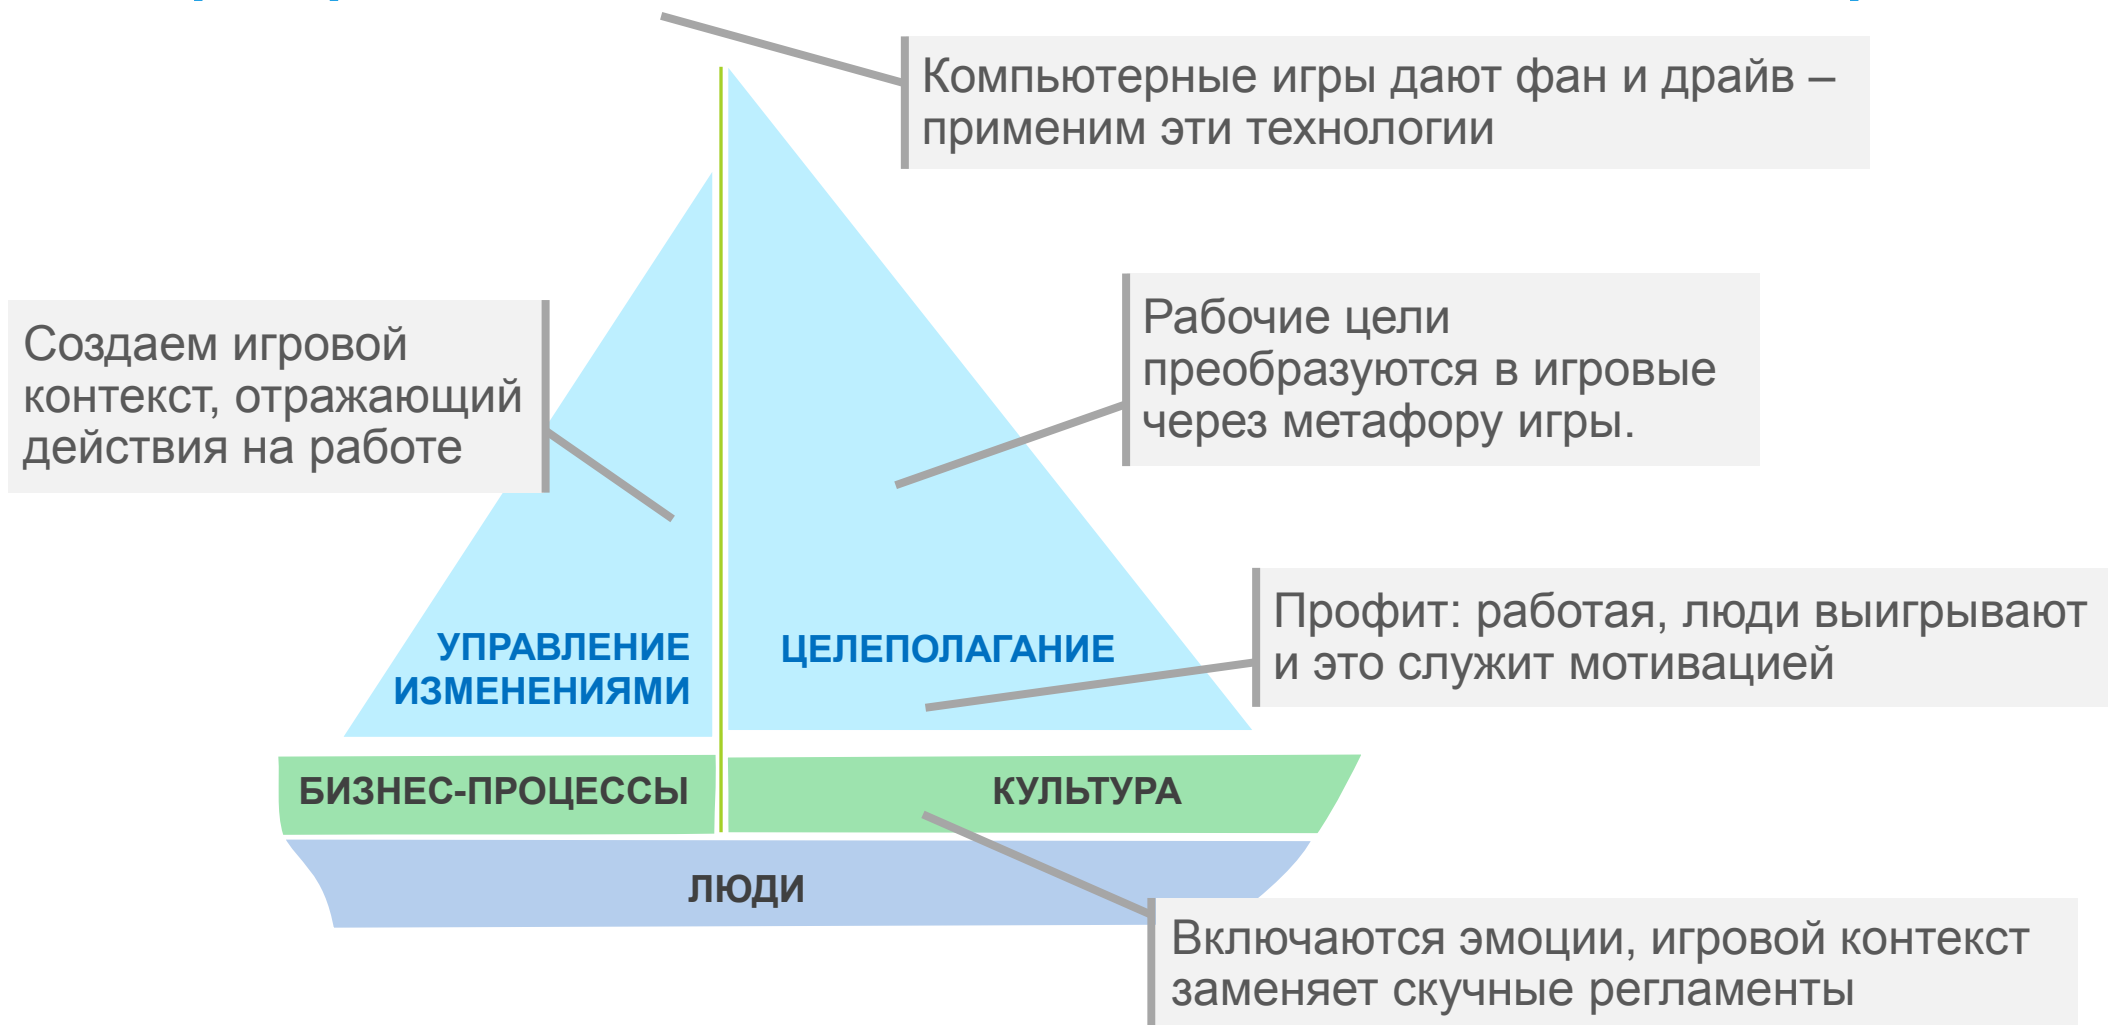 Компьютерные игры дают фан и драйв –
применим эти технологии
Создаем игровой
контекст, отражающий
действия на работе
Рабочие цели
преобразуются в игровые
через метафору игры.
Профит: работая, люди выигрывают
и это служит мотивацией
УПРАВЛЕНИЕ
ИЗМЕНЕНИЯМИ
ЦЕЛЕПОЛАГАНИЕ
БИЗНЕС-ПРОЦЕССЫ
КУЛЬТУРА
ЛЮДИ
Включаются эмоции, игровой контекст
заменяет скучные регламенты